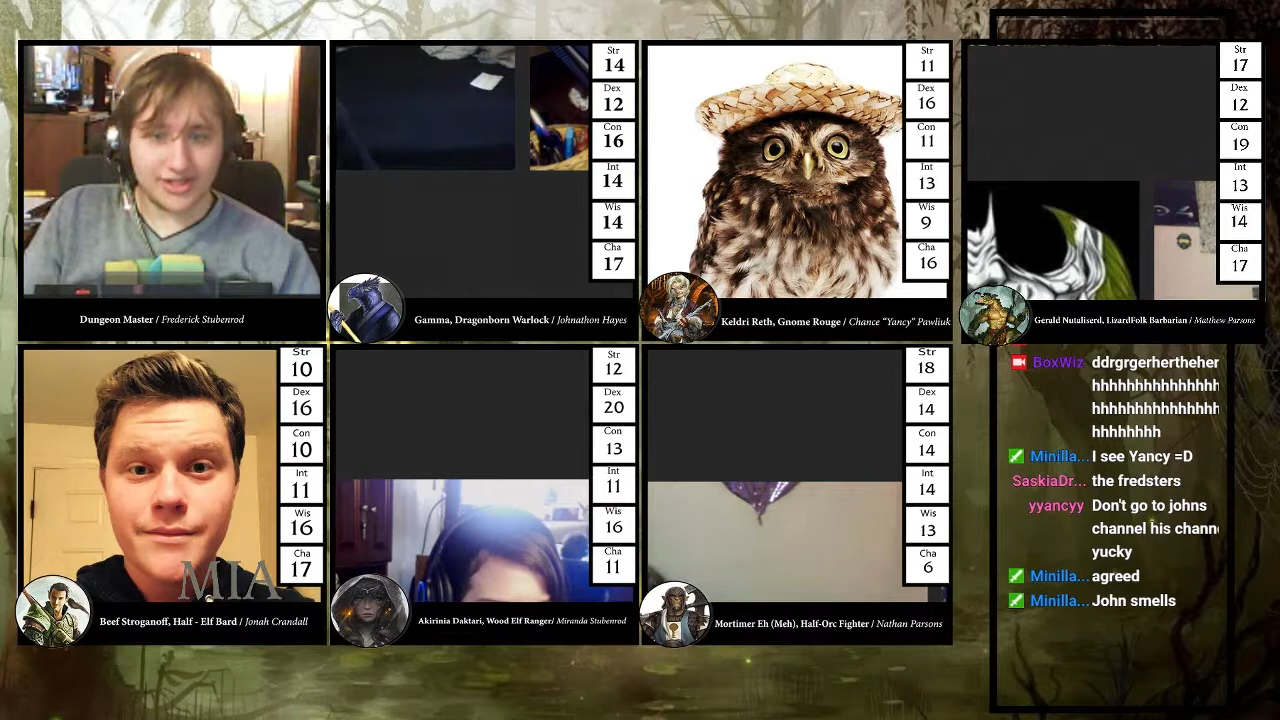 Str
14
Dex
12
Con
16
Int
14
Wis
14
Cha
17
Str
11
Dex
16
Con
11
Int
13
Wis
9
Cha
16
Str
17
Dex
12
Con
19
Int
13
Wis
14
Cha
17
Dungeon Master / Frederick Stubenrod
Gamma, Dragonborn Warlock / Johnathon Hayes
Keldri Reth, Gnome Rouge / Chance “Yancy” Pawliuk
Gerald Nutaliserd, LizardFolk Barbarian / Matthew Parsons
Str
10
Dex
16
Con
10
Int
11
Wis
16
Cha
17
MIA
Str
12
Dex
20
Con
13
Int
11
Wis
16
Cha
11
Str
18
Dex
14
Con
14
Int
14
Wis
13
Cha
6
Beef Stroganoff, Half - Elf Bard / Jonah Crandall
Akirinia Daktari, Wood Elf Ranger/ Miranda Stubenrod
Mortimer Eh (Meh), Half-Orc Fighter / Nathan Parsons
BoxWiz ddrgrgerhertheher
hhhhhhhhhhhhhh
hhhhhhhhhhhhhh
hhhhhhhh
Minilla... I see Yancy =D
SaskiaDr... the fredsters
yyancyy Don't go to johns
channel his chann
yucky
Minilla... agreed
Minilla... John smells